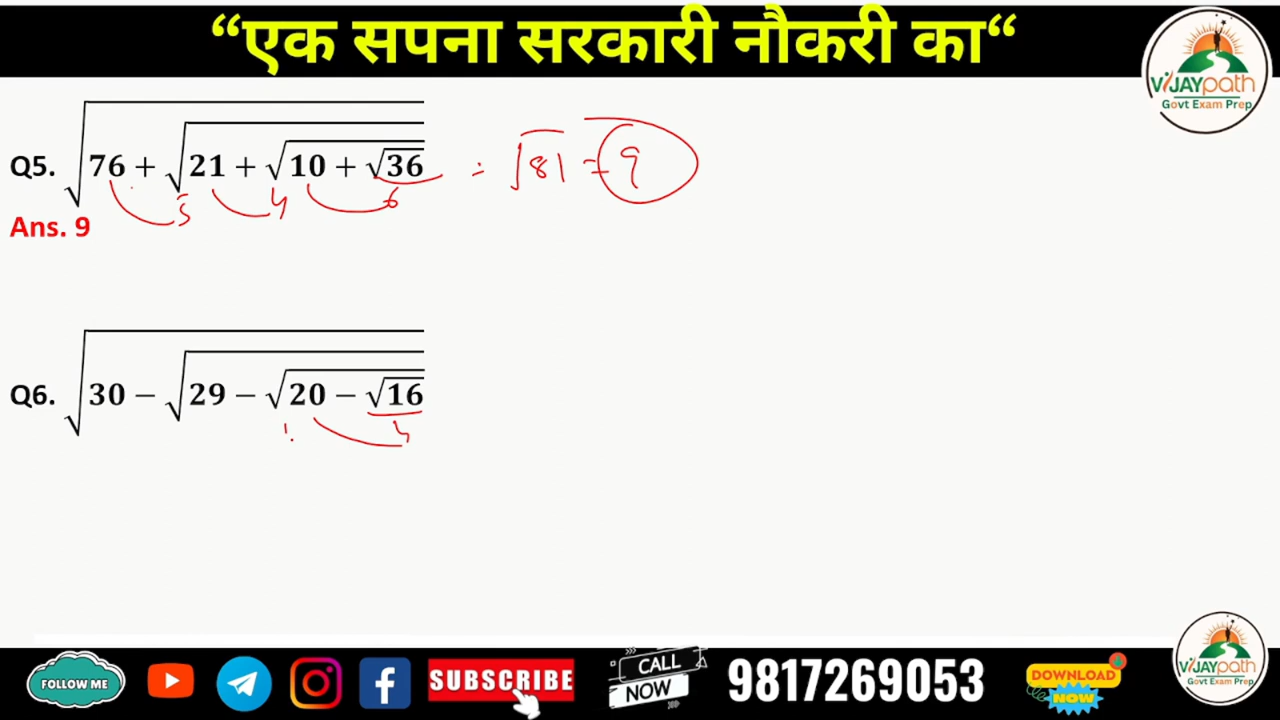 “एक सपना सरकारी नौकरी का“
VIJAYpath
Govt Exam Prep
Q5. √(76 + √(21 + √(10 + √36))) = √81 = 9
5 4 6
Ans. 9
Q6. √(30 − √(29 − √(20 − √16)))
4
VIJAYpath
Govt Exam Prep
FOLLOW ME
SUBSCRIBE
CALL
NOW
9817269053
DOWNLOAD
NOW